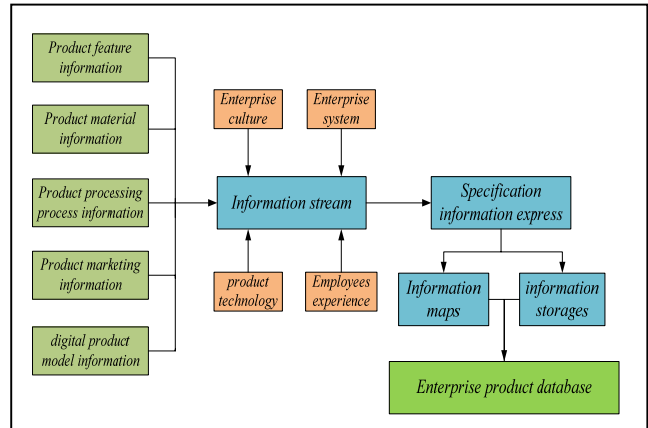 Product feature
information
Product material
information
Product processing
process information
Product marketing
information
digital product
model information
Enterprise
culture
Enterprise
system
Information stream
product
technology
Employees
experience
Specification
information express
Information
maps
information
storages
Enterprise product database